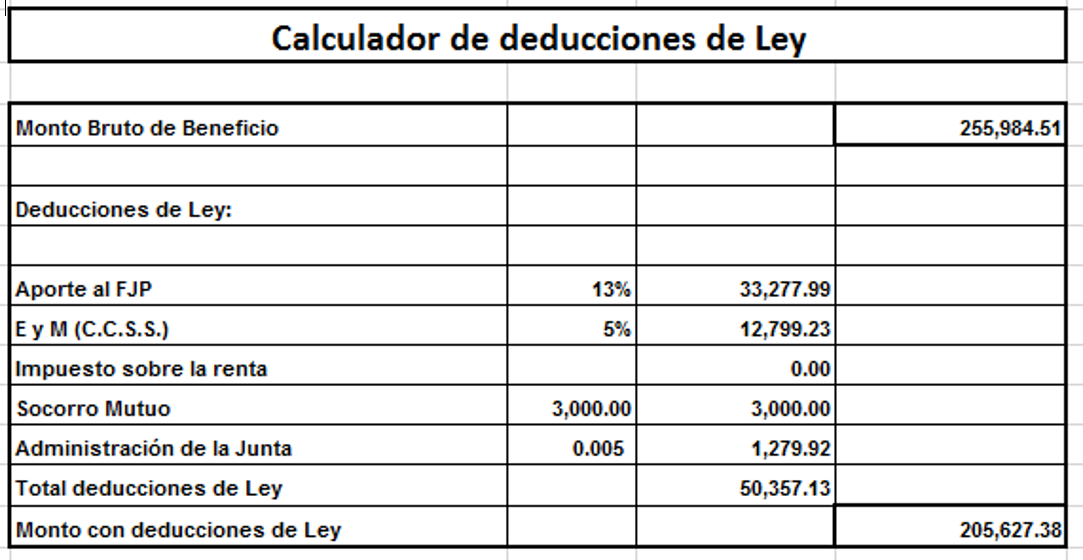 Calculador de deducciones de Ley
Monto Bruto de Beneficio 255,984.51
Deducciones de Ley:
Aporte al FJP 13% 33,277.99
E y M (C.C.S.S.) 5% 12,799.23
Impuesto sobre la renta 0.00
Socorro Mutuo 3,000.00 3,000.00
Administración de la Junta 0.005 1,279.92
Total deducciones de Ley 50,357.13
Monto con deducciones de Ley 205,627.38